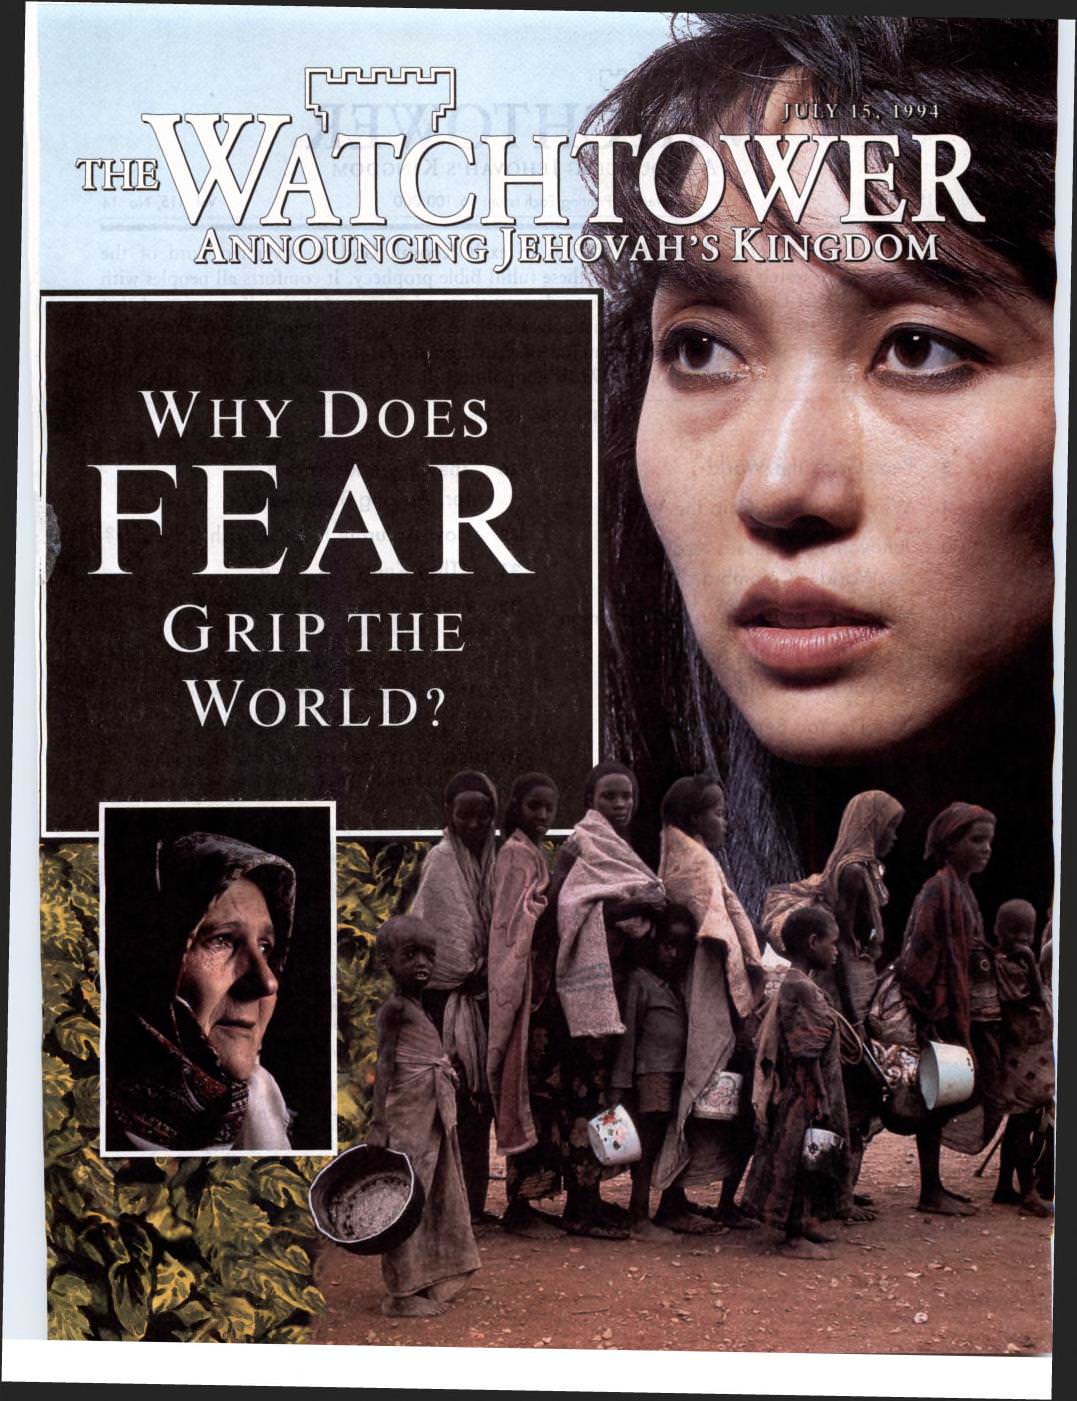 JULY 15, 1994
THE WATCHTOWER
ANNOUNCING JEHOVAH'S KINGDOM
WHY DOES
FEAR
GRIP THE
WORLD?